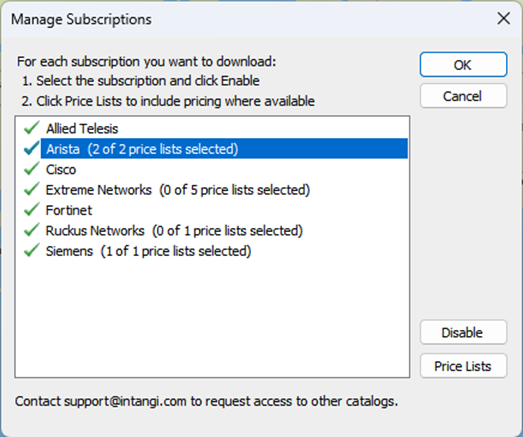 Manage Subscriptions
For each subscription you want to download:
1. Select the subscription and click Enable
2. Click Price Lists to include pricing where available
OK
Cancel
Allied Telesis
Arista (2 of 2 price lists selected)
Cisco
Extreme Networks (0 of 5 price lists selected)
Fortinet
Ruckus Networks (0 of 1 price lists selected)
Siemens (1 of 1 price lists selected)
Disable
Price Lists
Contact support@intangi.com to request access to other catalogs.